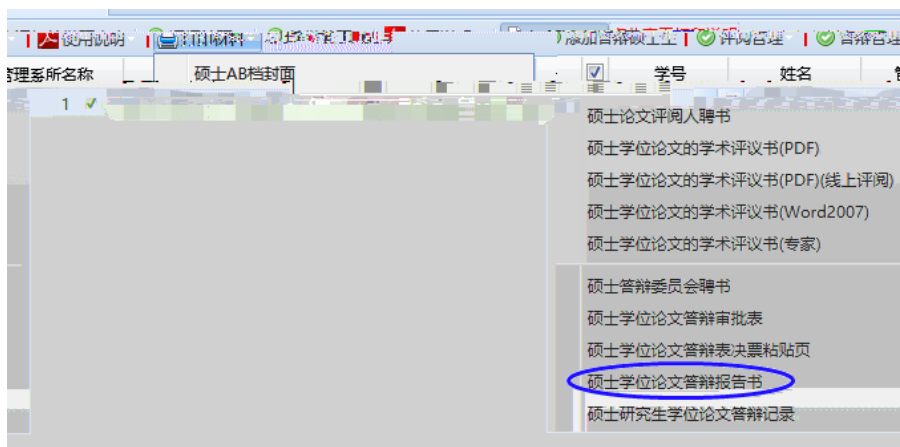 使用说明
打印材料
添加答辩硕士生
评阅管理
管理系所名称
硕士AB档封面
学号
姓名
1
硕士论文评阅人聘书
硕士学位论文的学术评议书(PDF)
硕士学位论文的学术评议书(PDF)(线上评阅)
硕士学位论文的学术评议书(Word2007)
硕士学位论文的学术评议书(专家)
硕士答辩委员会聘书
硕士学位论文答辩审批表
硕士学位论文答辩表决票粘贴页
硕士学位论文答辩报告书
硕士研究生学位论文答辩记录